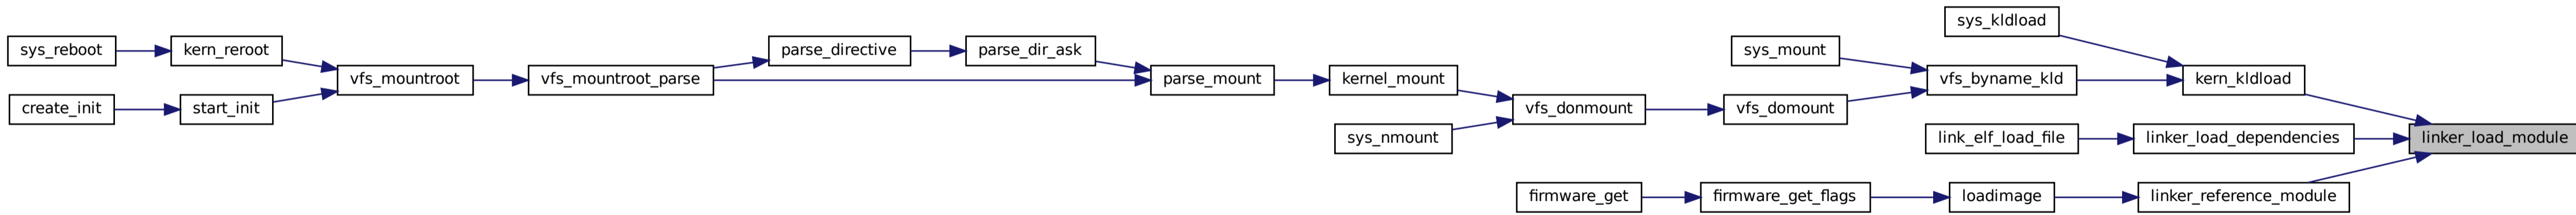 sys_kldload
sys_reboot
kern_reroot
parse_directive
parse_dir_ask
sys_mount
vfs_mountroot
vfs_mountroot_parse
parse_mount
kernel_mount
vfs_byname_kld
kern_kldload
create_init
start_init
vfs_donmount
vfs_domount
sys_nmount
link_elf_load_file
linker_load_dependencies
linker_load_module
firmware_get
firmware_get_flags
loadimage
linker_reference_module